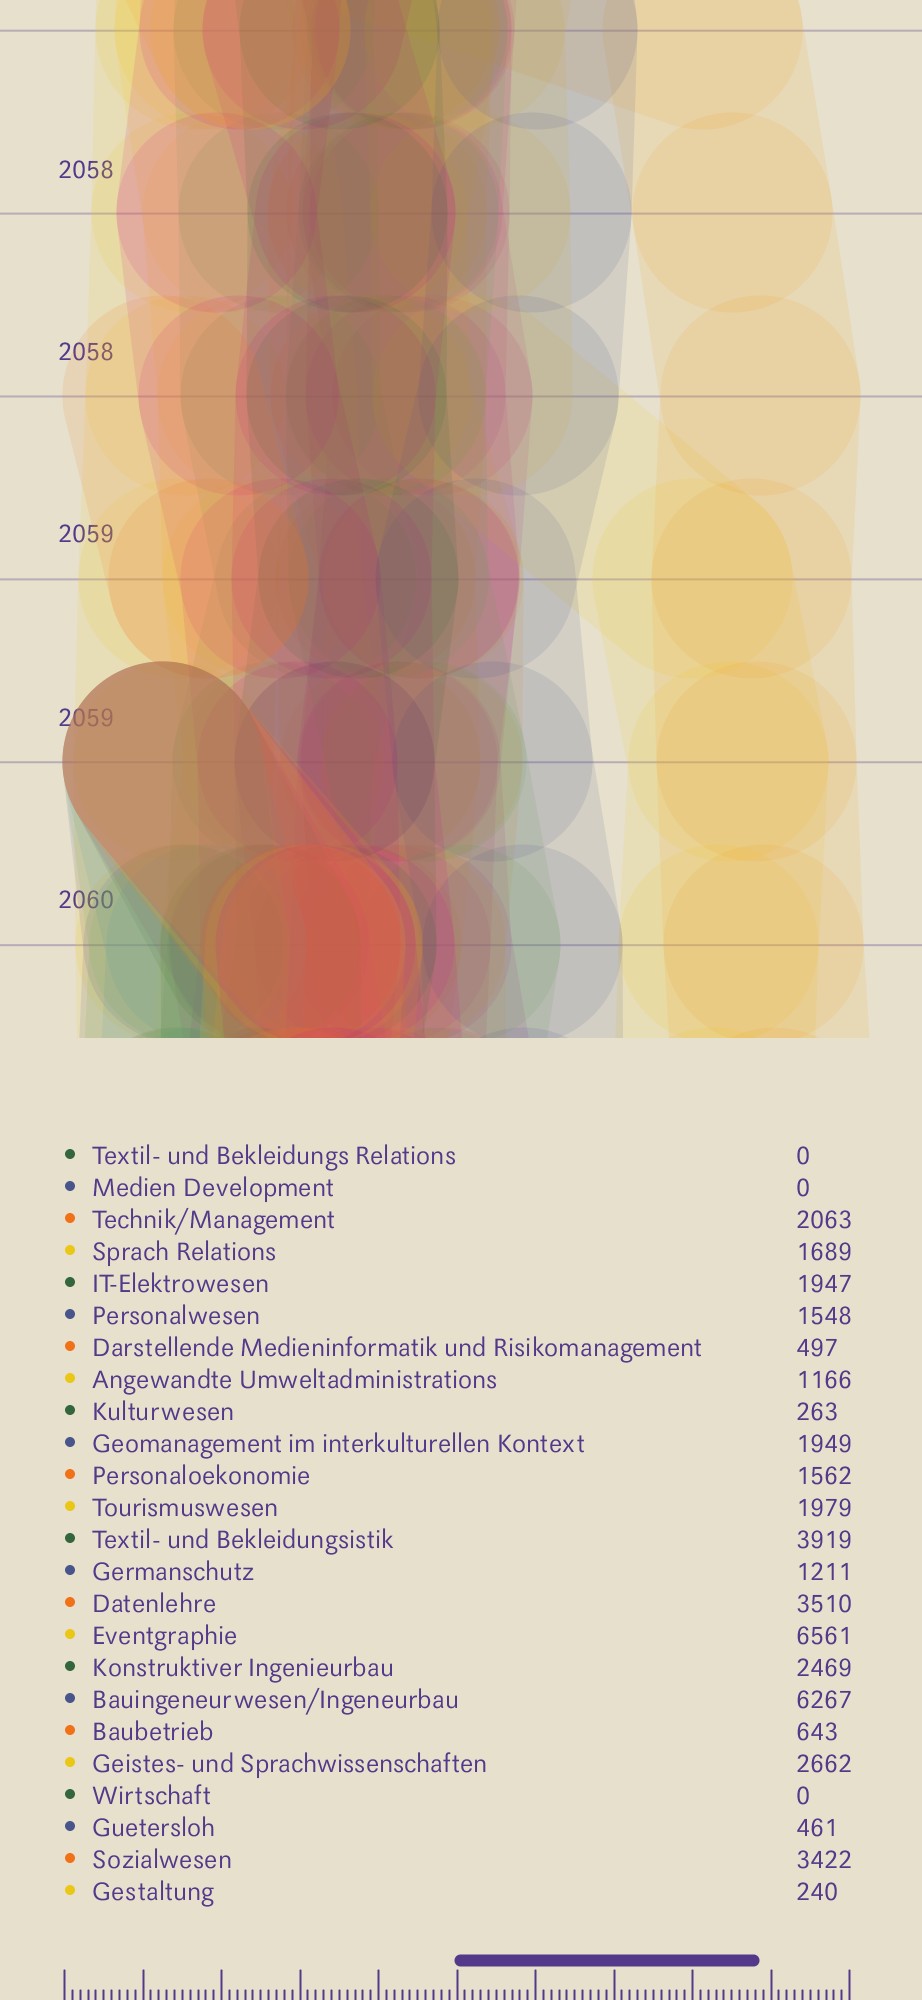 2058
2058
2059
2059
2060
Textil- und Bekleidungs Relations 0
Medien Development 0
Technik/Management 2063
Sprach Relations 1689
IT-Elektrowesen 1947
Personalwesen 1548
Darstellende Medieninformatik und Risikomanagement 497
Angewandte Umweltadministrations 1166
Kulturwesen 263
Geomanagement im interkulturellen Kontext 1949
Personaloekonomie 1562
Tourismuswesen 1979
Textil- und Bekleidungsistik 3919
Germanschutz 1211
Datenlehre 3510
Eventgraphie 6561
Konstruktiver Ingenieurbau 2469
Bauingeneurwesen/Ingeneurbau 6267
Baubetrieb 643
Geistes- und Sprachwissenschaften 2662
Wirtschaft 0
Guetersloh 461
Sozialwesen 3422
Gestaltung 240